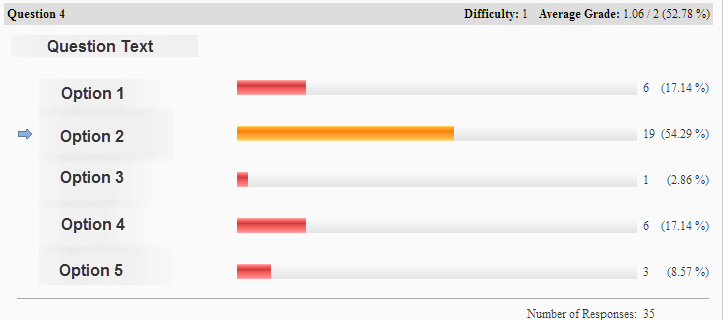 Question 4 Difficulty: 1 Average Grade: 1.06 / 2 (52.78 %)
Question Text
Option 1 6 (17.14 %)
Option 2 19 (54.29 %)
Option 3 1 (2.86 %)
Option 4 6 (17.14 %)
Option 5 3 (8.57 %)
Number of Responses: 35